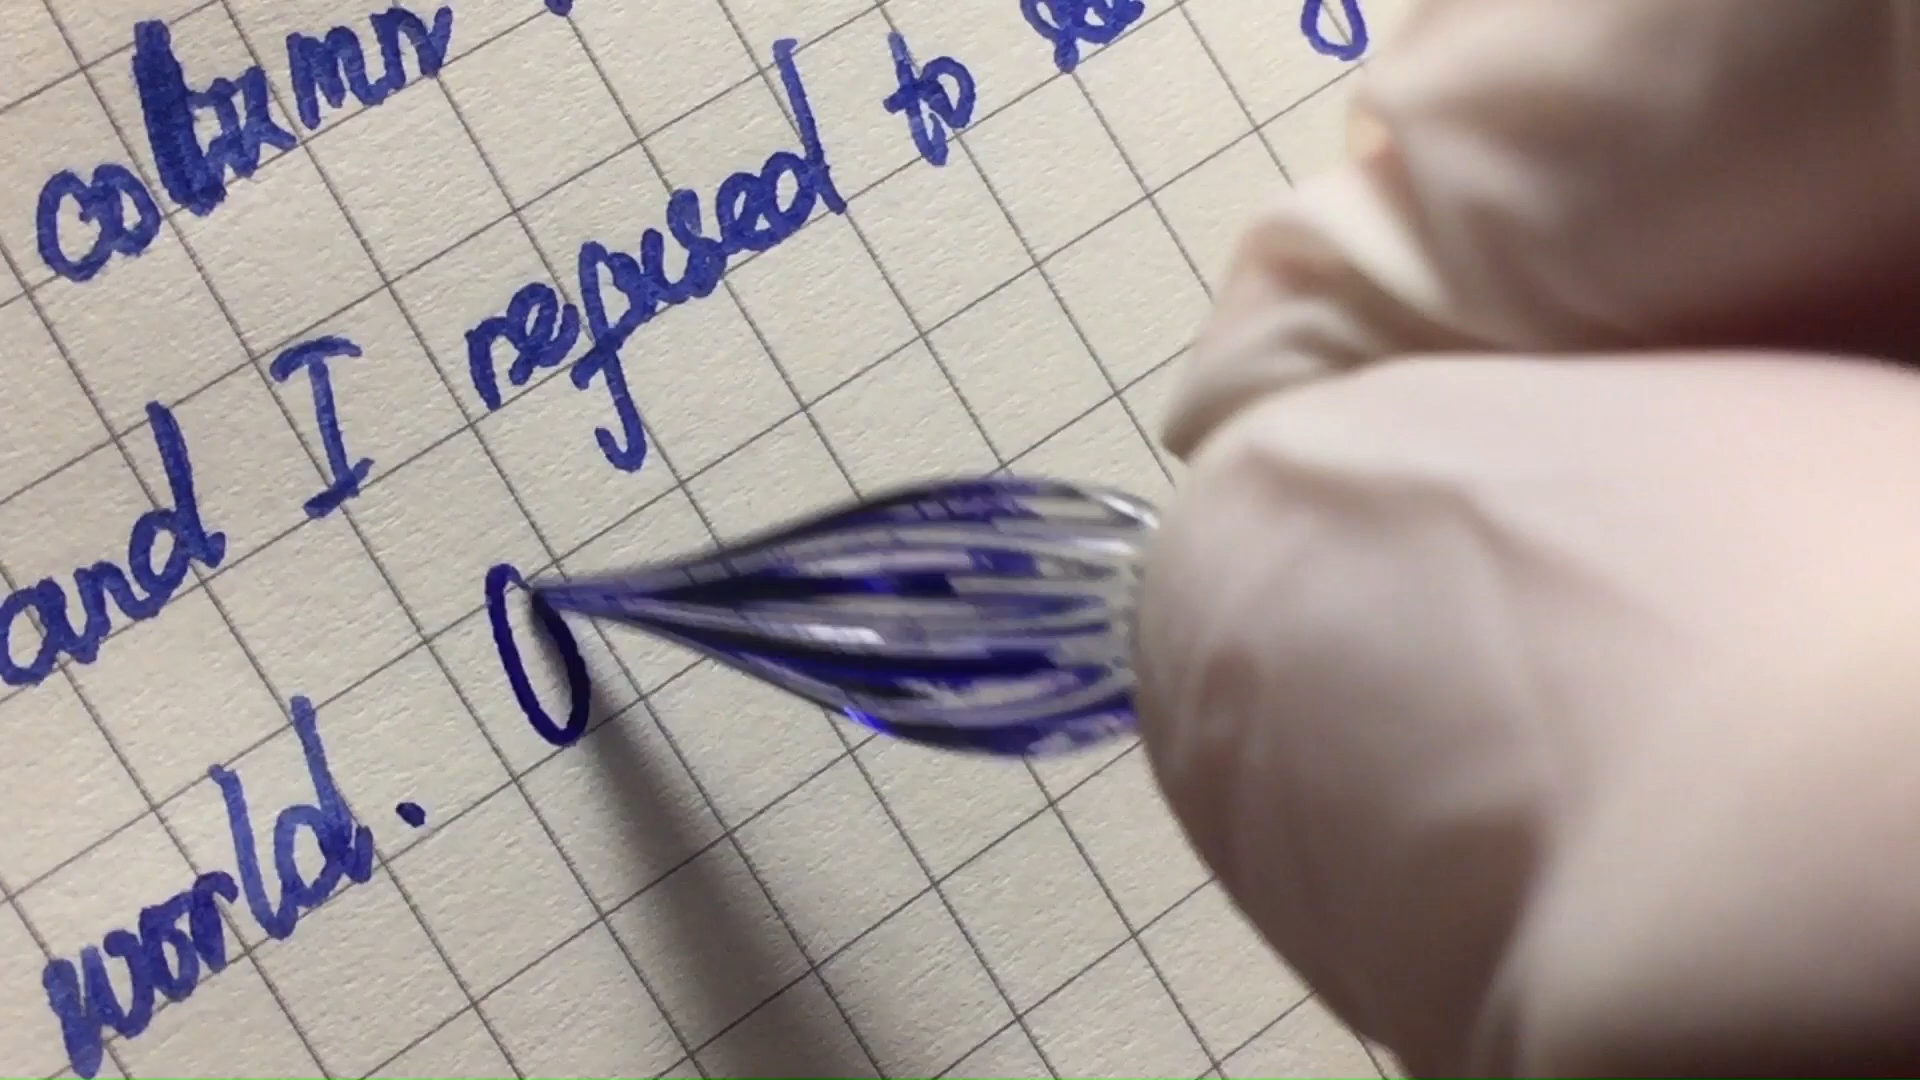 column
and I refused to
world.